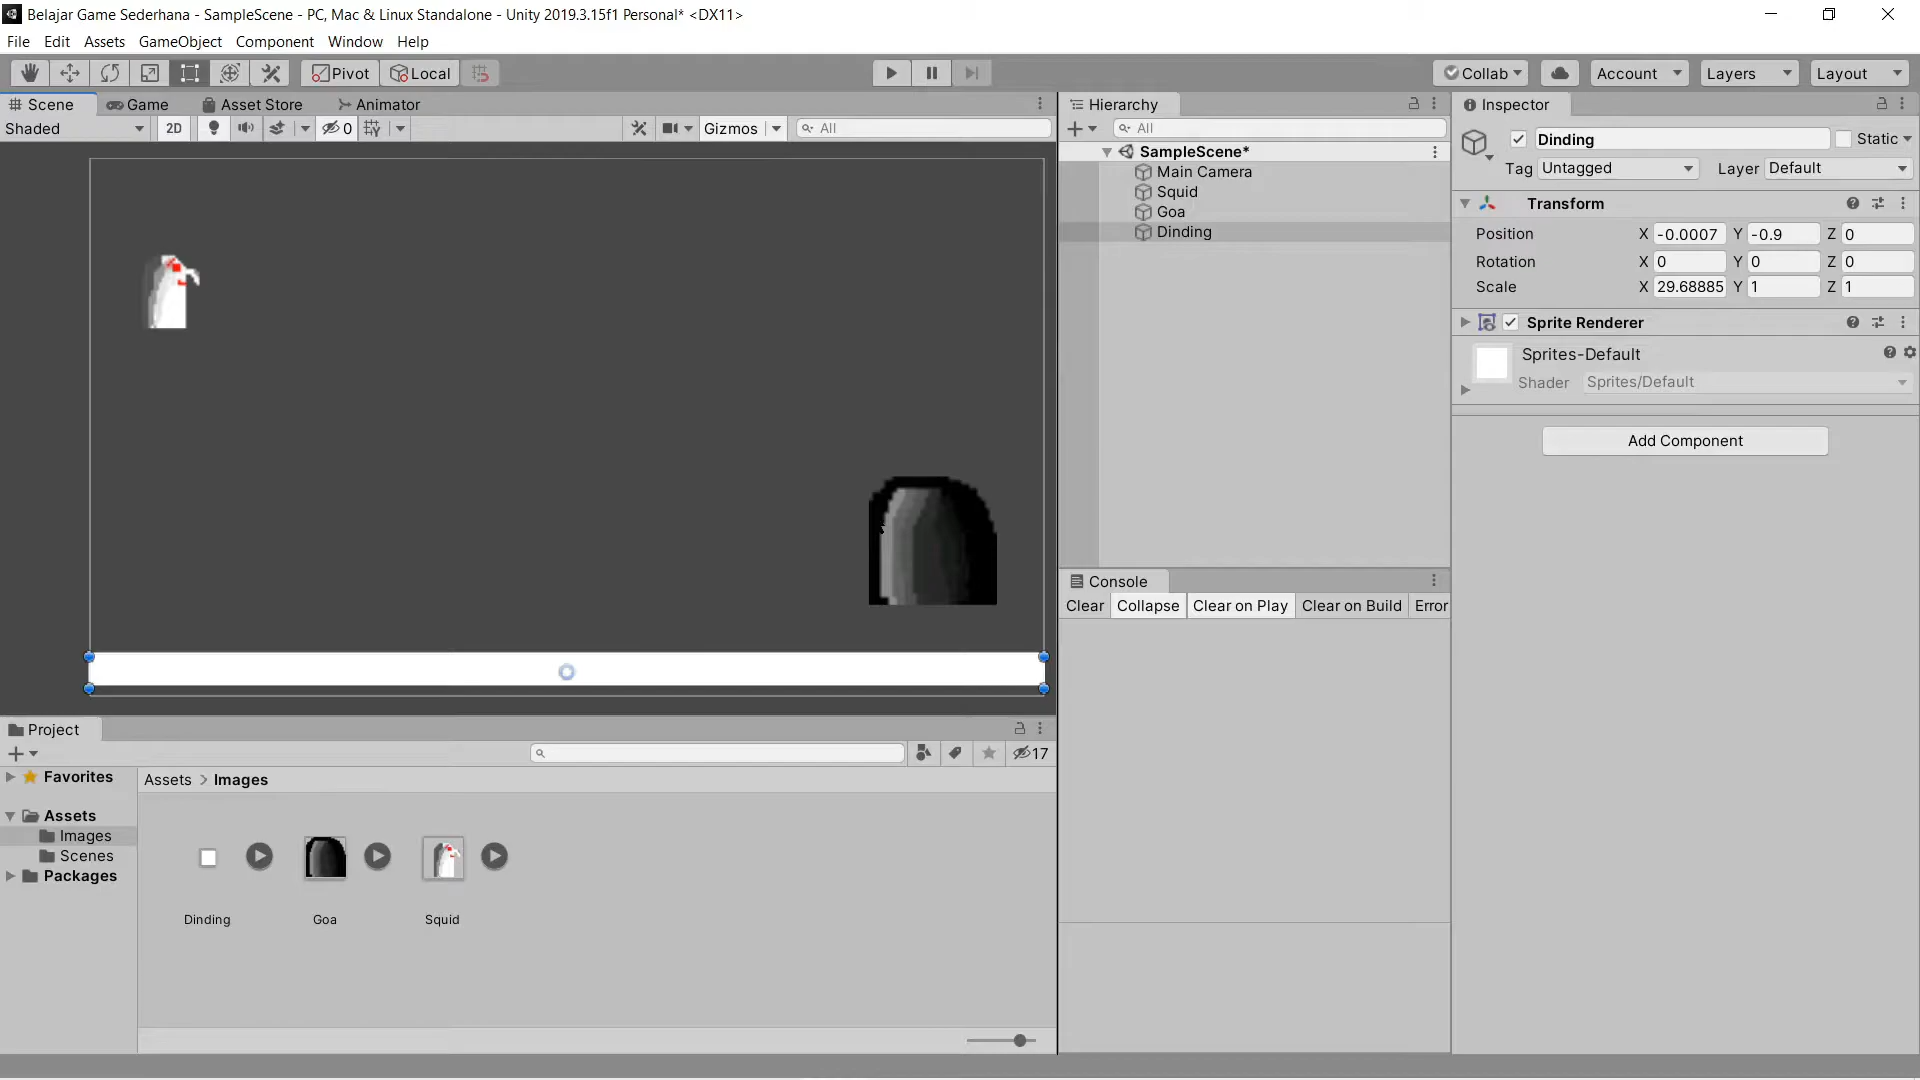 Belajar Game Sederhana - SampleScene - PC, Mac & Linux Standalone - Unity 2019.3.15f1 Personal* <DX11>
File Edit Assets GameObject Component Window Help
Pivot Local Collab Account Layers Layout
Scene Game Asset Store Animator
Shaded 2D 0 Gizmos All
Hierarchy
All
SampleScene*
Main Camera
Squid
Goa
Dinding
Console
Clear Collapse Clear on Play Clear on Build Error
Inspector
Dinding Static
Tag Untagged Layer Default
Transform
Position X -0.0007 Y -0.9 Z 0
Rotation X 0 Y 0 Z 0
Scale X 29.68885 Y 1 Z 1
Sprite Renderer
Sprites-Default
Shader Sprites/Default
Add Component
Project
17
Favorites
Assets
Images
Scenes
Packages
Assets > Images
Dinding Goa Squid